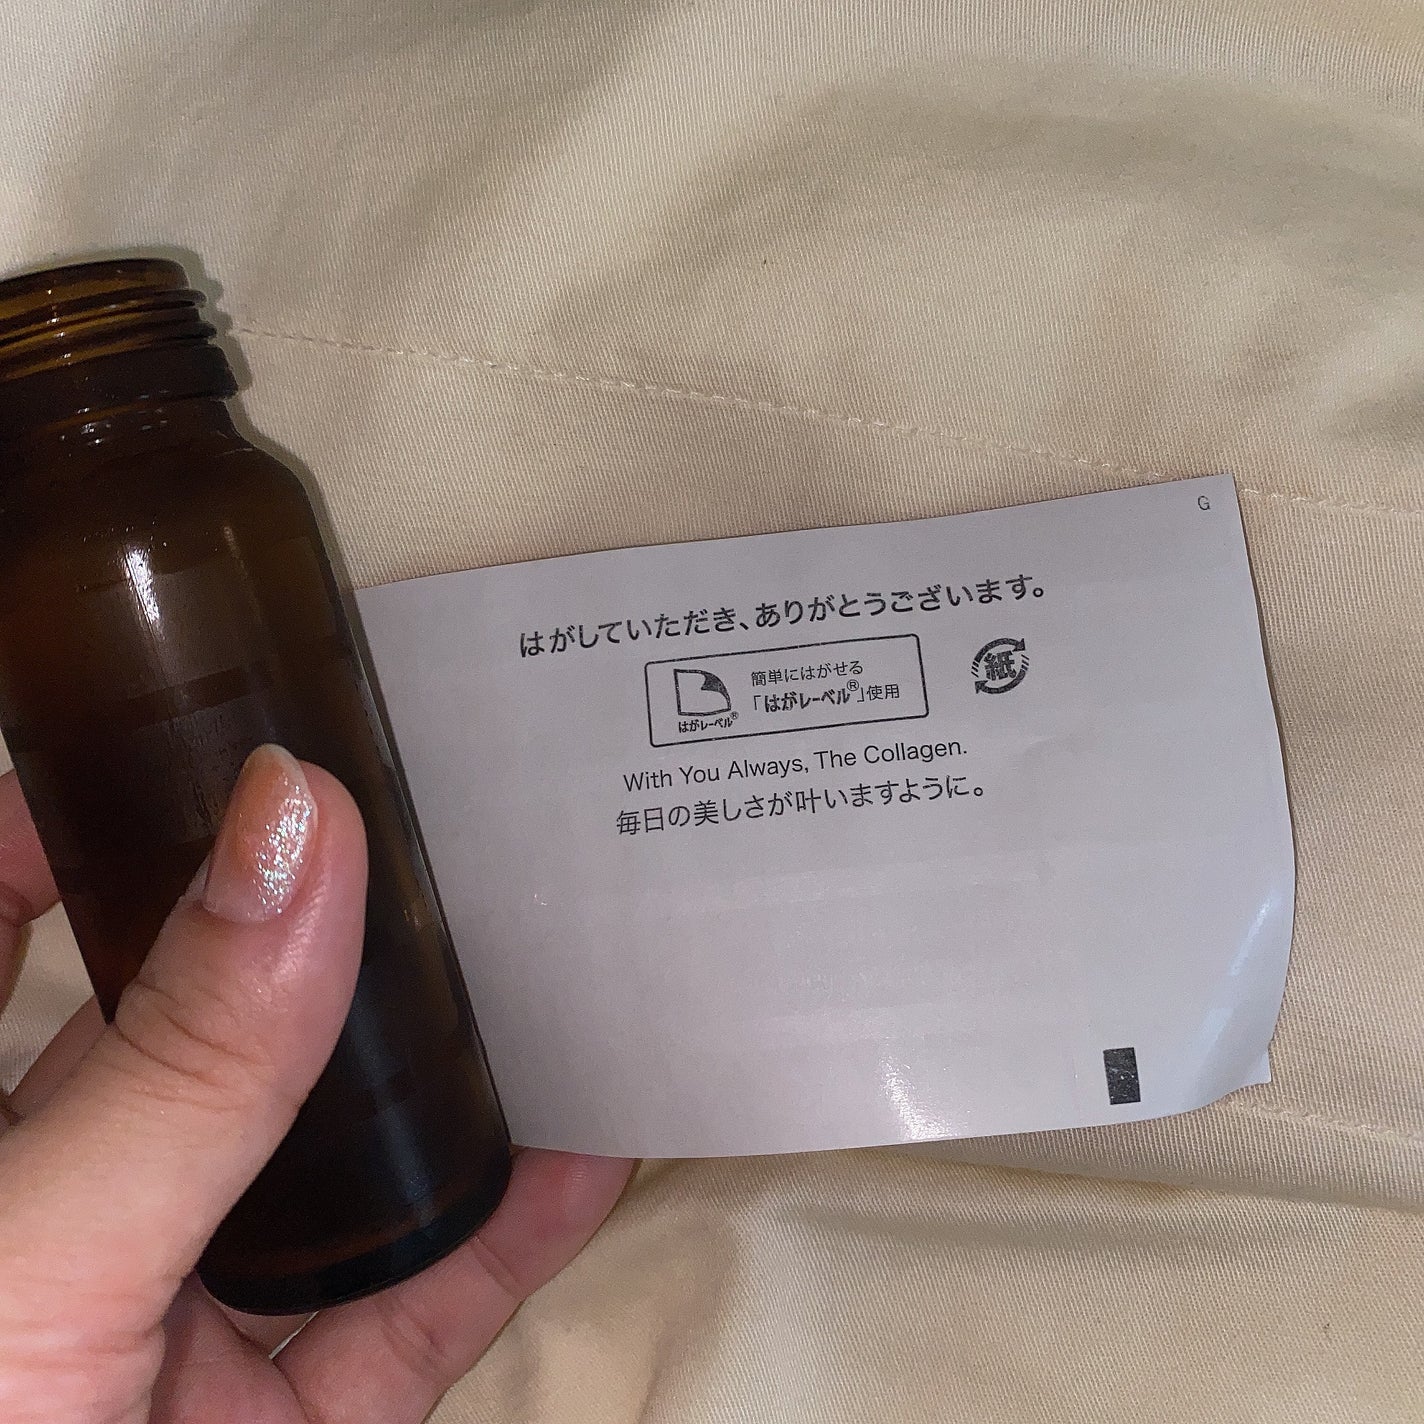 G
はがしていただき、ありがとうございます。
簡単にはがせる
「はがレーベル®」使用
はがレーベル®
紙
With You Always, The Collagen.
毎日の美しさが叶いますように。